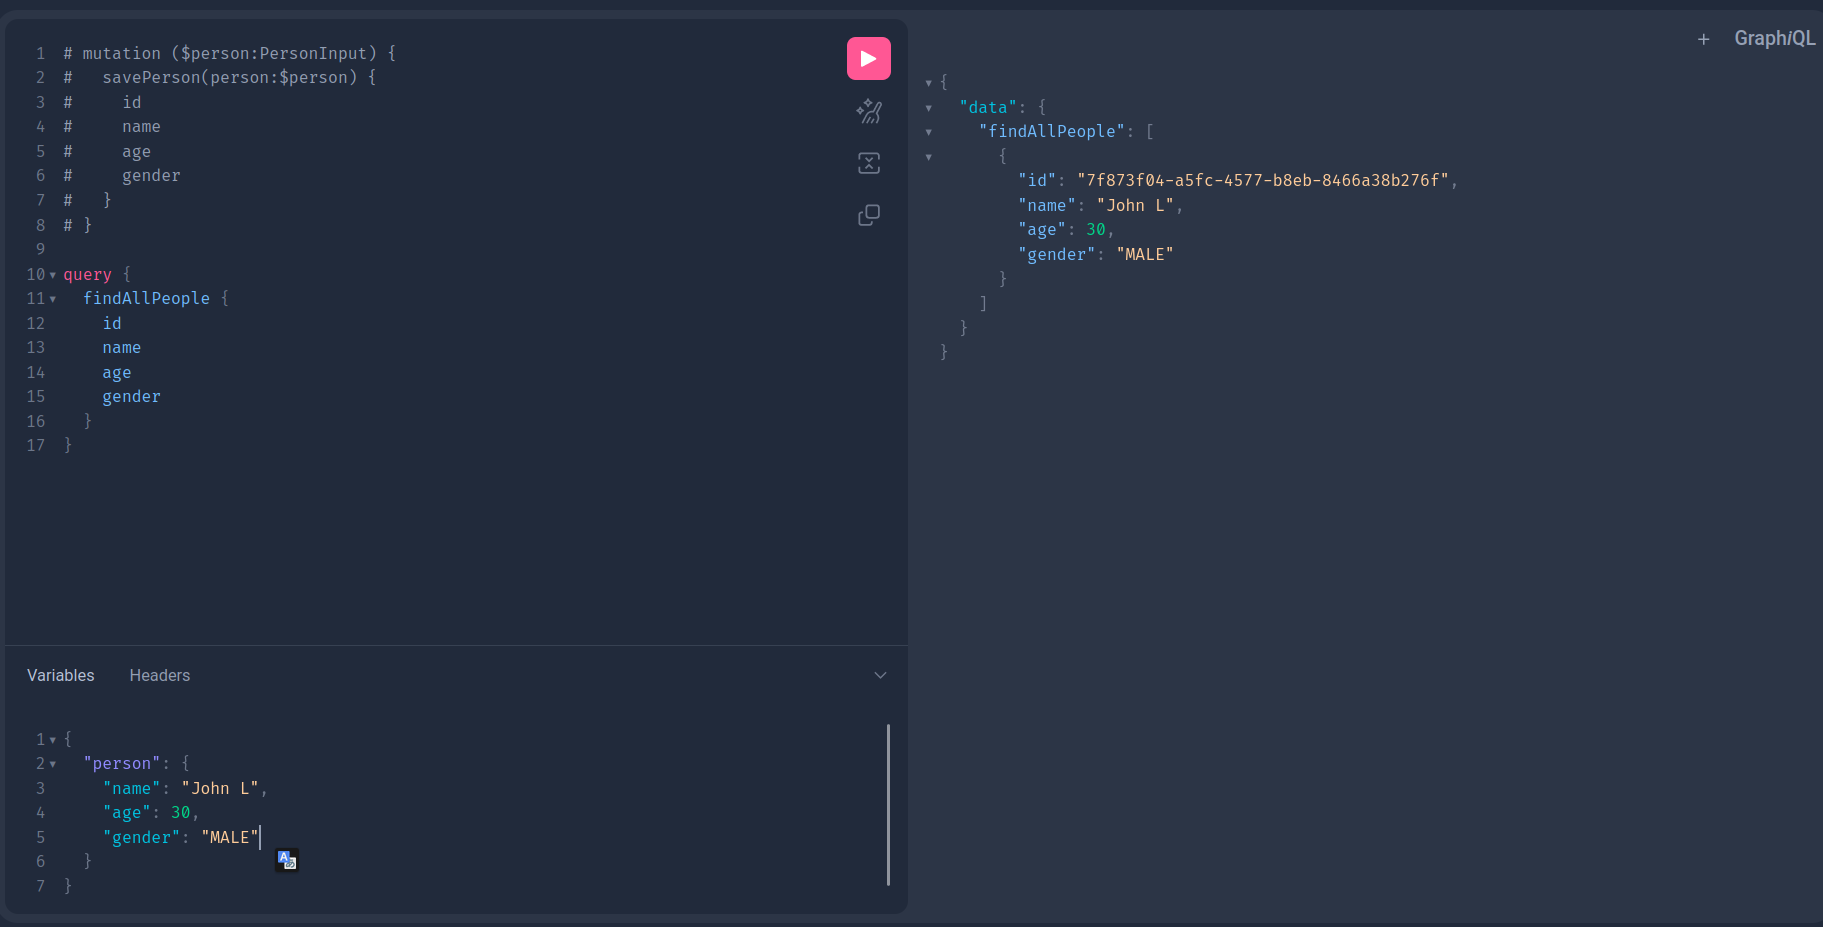 1 # mutation ($person:PersonInput) {
2 #   savePerson(person:$person) {
3 #     id
4 #     name
5 #     age
6 #     gender
7 #   }
8 # }
9
10 query {
11   findAllPeople {
12     id
13     name
14     age
15     gender
16   }
17 }
Variables Headers
1 {
2   "person": {
3     "name": "John L",
4     "age": 30,
5     "gender": "MALE"
6   }
7 }
+ GraphiQL
{
  "data": {
    "findAllPeople": [
      {
        "id": "7f873f04-a5fc-4577-b8eb-8466a38b276f",
        "name": "John L",
        "age": 30,
        "gender": "MALE"
      }
    ]
  }
}